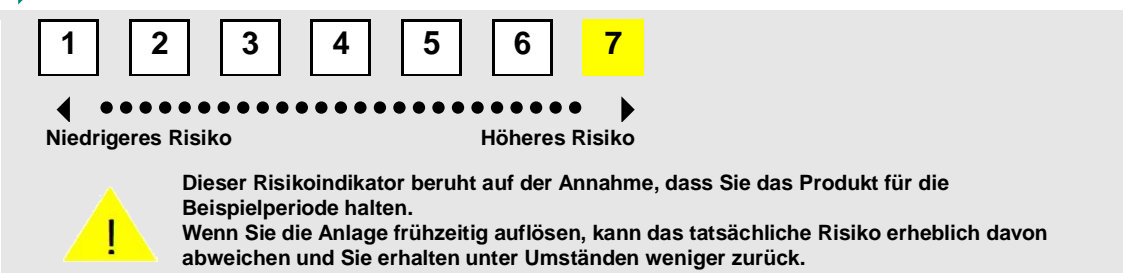 1 2 3 4 5 6 7
Niedrigeres Risiko Höheres Risiko
Dieser Risikoindikator beruht auf der Annahme, dass Sie das Produkt für die
Beispielperiode halten.
!
Wenn Sie die Anlage frühzeitig auflösen, kann das tatsächliche Risiko erheblich davon
abweichen und Sie erhalten unter Umständen weniger zurück.